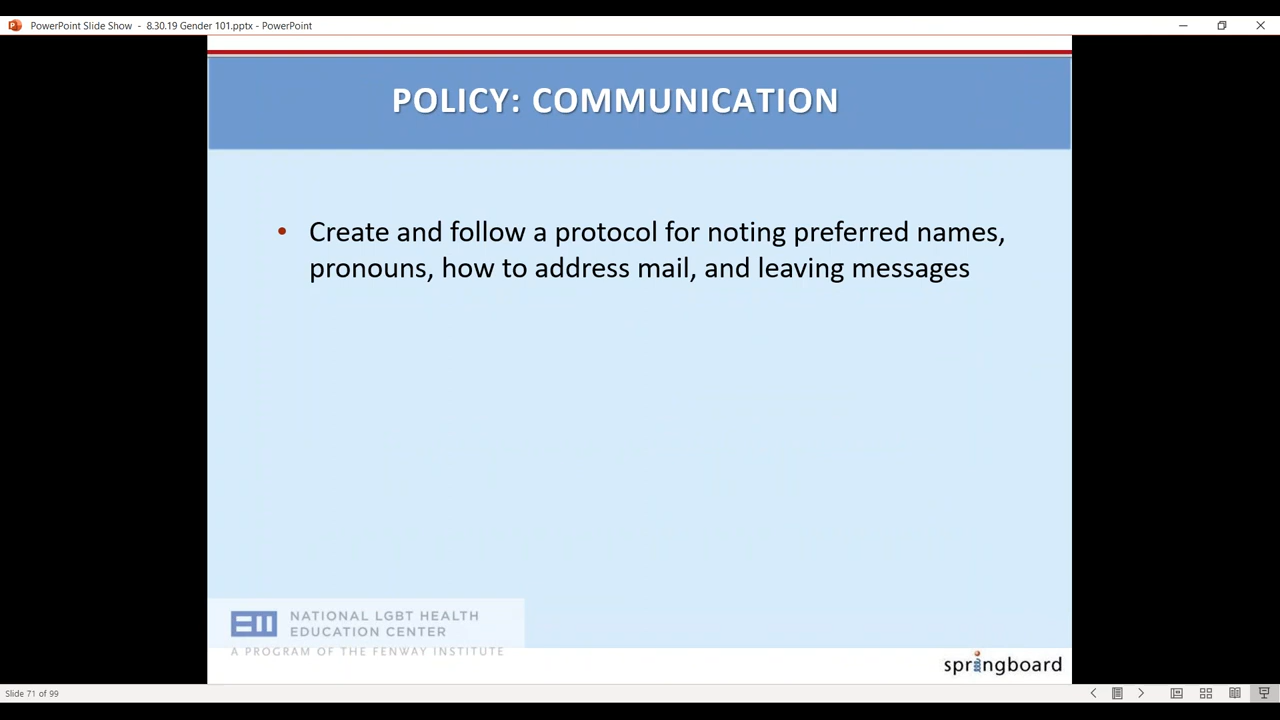 PowerPoint Slide Show - 8.30.19 Gender 101.pptx - PowerPoint
POLICY: COMMUNICATION
• Create and follow a protocol for noting preferred names,
pronouns, how to address mail, and leaving messages
NATIONAL LGBT HEALTH
EDUCATION CENTER
A PROGRAM OF THE FENWAY INSTITUTE
springboard
Slide 71 of 99